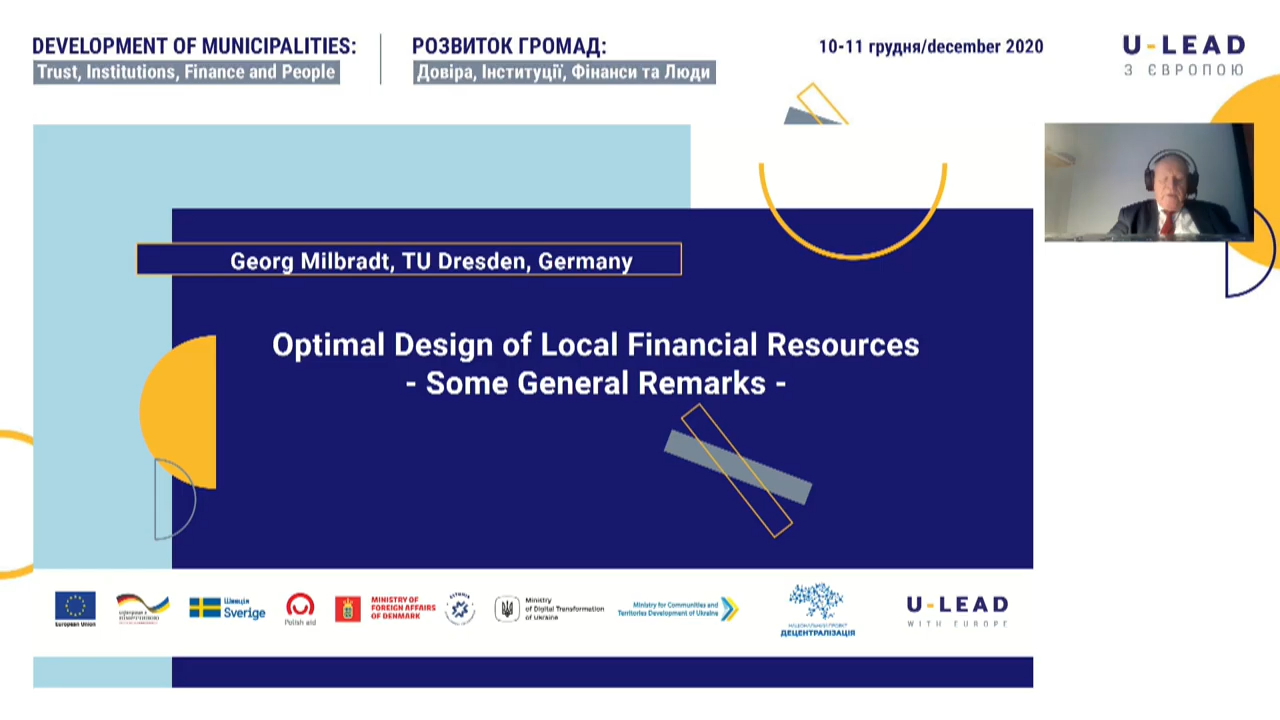 DEVELOPMENT OF MUNICIPALITIES:
Trust, Institutions, Finance and People
РОЗВИТОК ГРОМАД:
Довіра, Інституції, Фінанси та Люди
10-11 грудня/december 2020
U-LEAD
З ЄВРОПОЮ
Georg Milbradt, TU Dresden, Germany
Optimal Design of Local Financial Resources
- Some General Remarks -
European Union
Швеція
Sverige
Polish aid
MINISTRY OF
FOREIGN AFFAIRS
OF DENMARK
ESTONIA
Ministry
of Digital Transformation
of Ukraine
Ministry for Communities and
Territories Development of Ukraine
НАЦІОНАЛЬНИЙ ПРОЕКТ
ДЕЦЕНТРАЛІЗАЦІЯ
U-LEAD
WITH EUROPE